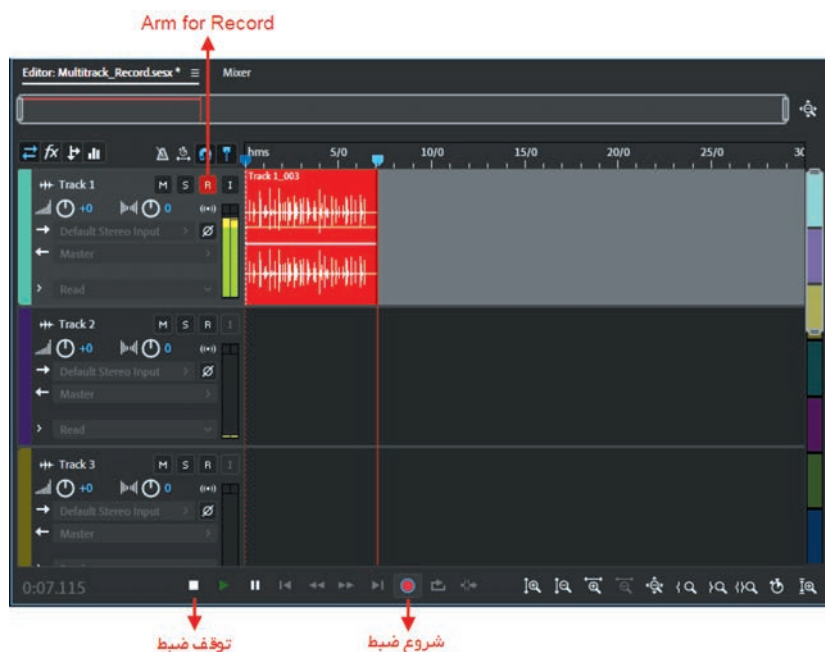 Arm for Record
Editor: Multitrack_Record.sesx * Mixer
hms 5/0 10/0 15/0 20/0 25/0 30
Track 1 M S R I Track 1_003
+0 0
Default Stereo Input
Master
Read
Track 2 M S R I
+0 0
Default Stereo Input
Master
Read
Track 3 M S R I
+0 0
Default Stereo Input
Master
0:07.115
توقف ضبط شروع ضبط